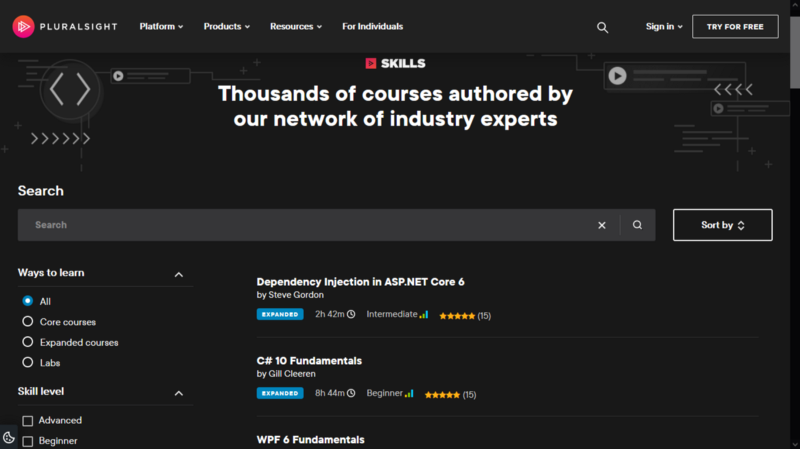 PLURALSIGHT Platform Products Resources For Individuals Sign in TRY FOR FREE
SKILLS
Thousands of courses authored by
our network of industry experts
Search
Search Sort by
Ways to learn
All
Core courses
Expanded courses
Labs
Skill level
Advanced
Beginner
Dependency Injection in ASP.NET Core 6
by Steve Gordon
EXPANDED 2h 42m Intermediate (15)
C# 10 Fundamentals
by Gill Cleeren
EXPANDED 8h 44m Beginner (15)
WPF 6 Fundamentals